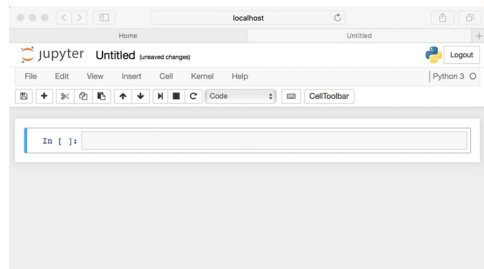 localhost
Home Untitled +
jupyter Untitled (unsaved changes) Logout
File Edit View Insert Cell Kernel Help Python 3
Code CellToolbar
In [ ]: